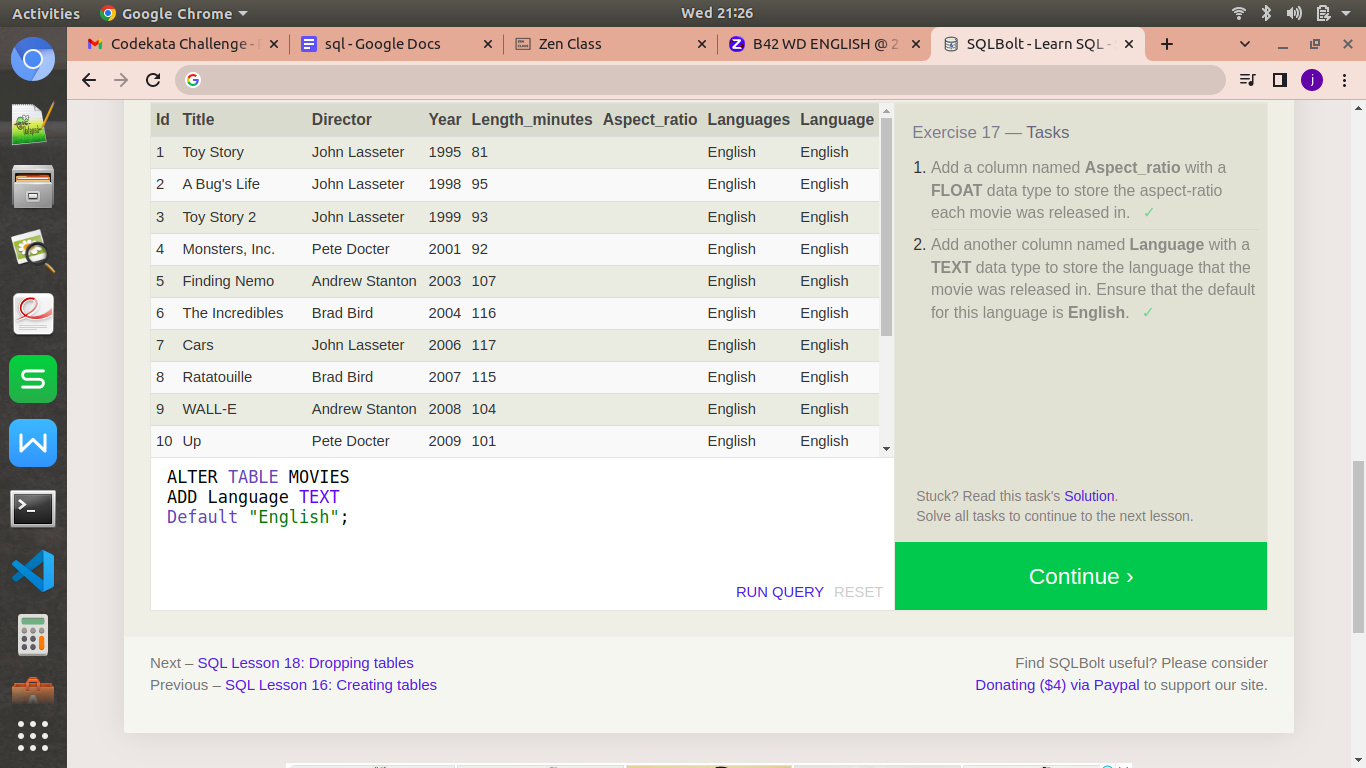 Activities Google Chrome Wed 21:26
Codekata Challenge - sql - Google Docs Zen Class B42 WD ENGLISH @ 2 SQLBolt - Learn SQL -
j
Id Title Director Year Length_minutes Aspect_ratio Languages Language
1 Toy Story John Lasseter 1995 81 English English
2 A Bug's Life John Lasseter 1998 95 English English
3 Toy Story 2 John Lasseter 1999 93 English English
4 Monsters, Inc. Pete Docter 2001 92 English English
5 Finding Nemo Andrew Stanton 2003 107 English English
6 The Incredibles Brad Bird 2004 116 English English
7 Cars John Lasseter 2006 117 English English
8 Ratatouille Brad Bird 2007 115 English English
9 WALL-E Andrew Stanton 2008 104 English English
10 Up Pete Docter 2009 101 English English
ALTER TABLE MOVIES
ADD Language TEXT
Default "English";
RUN QUERY RESET
Exercise 17 — Tasks
1. Add a column named Aspect_ratio with a
FLOAT data type to store the aspect-ratio
each movie was released in. ✓
2. Add another column named Language with a
TEXT data type to store the language that the
movie was released in. Ensure that the default
for this language is English. ✓
Stuck? Read this task's Solution.
Solve all tasks to continue to the next lesson.
Continue ›
Next – SQL Lesson 18: Dropping tables
Previous – SQL Lesson 16: Creating tables
Find SQLBolt useful? Please consider
Donating ($4) via Paypal to support our site.